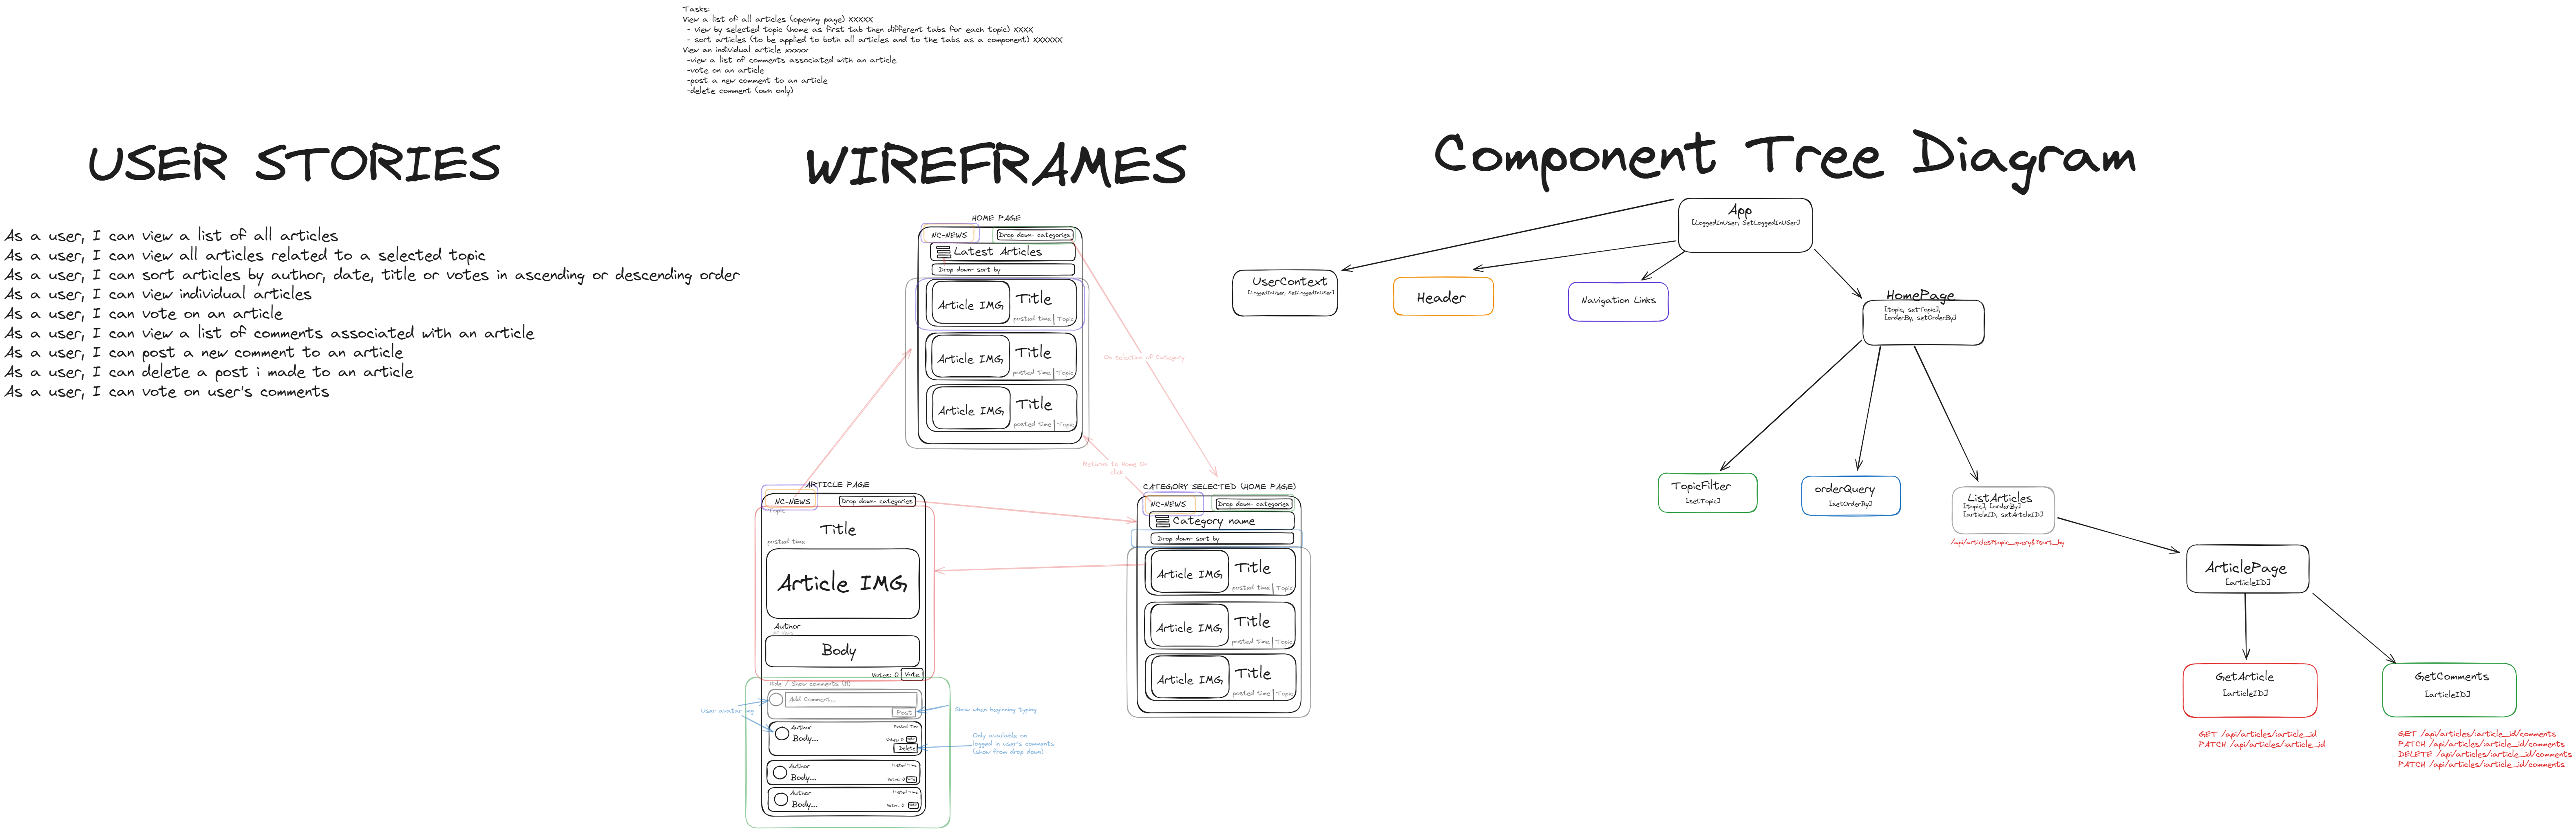 Tasks:
View a list of all articles (opening page) XXXXX
- view by selected topic (home as first tab then different tabs for each topic) XXXX
- sort articles (to be applied to both all articles and to the tabs as a component) XXXXXX
View an individual article xxxxx
-view a list of comments associated with an article
-vote on an article
-post a new comment to an article
-delete comment (own only)
USER STORIES
As a user, I can view a list of all articles
As a user, I can view all articles related to a selected topic
As a user, I can sort articles by author, date, title or votes in ascending or descending order
As a user, I can view individual articles
As a user, I can vote on an article
As a user, I can view a list of comments associated with an article
As a user, I can post a new comment to an article
As a user, I can delete a post i made to an article
As a user, I can vote on user's comments
WIREFRAMES
HOME PAGE
NC-NEWS
Drop down- categories
Latest Articles
Drop down- sort by
Article IMG
Title
posted time
Topic
Article IMG
Title
posted time
Topic
Article IMG
Title
posted time
Topic
On selection of Category
Returns to Home On
click
ARTICLE PAGE
NC-NEWS
Drop down- categories
Topic
Title
posted time
Article IMG
Author
Body
Votes: 0
Vote
Hide / Show comments (11)
Add Comment...
Post
User avatar img
Show when beginning typing
Author
Posted Time
Body...
Votes: 0
Delete
Only available on
logged in user's comments
(show from drop down)
Author
Posted Time
Body...
Votes: 0
Author
Posted Time
Body...
Votes: 0
CATEGORY SELECTED (HOME PAGE)
NC-NEWS
Drop down- categories
Category name
Drop down- sort by
Article IMG
Title
posted time
Topic
Article IMG
Title
posted time
Topic
Article IMG
Title
posted time
Topic
Component Tree Diagram
App
[LoggedInUser, SetLoggedInUSer]
UserContext
[LoggedInUser, SetLoggedInUser]
Header
Navigation Links
HomePage
[topic, setTopic],
[orderBy, setOrderBy]
TopicFilter
[setTopic]
orderQuery
[setOrderBy]
ListArticles
[topic], [orderBy]
[articleID, setArticleID]
/api/articles?topic_query&?sort_by
ArticlePage
[articleID]
GetArticle
[articleID]
GET /api/articles/:article_id
PATCH /api/articles/:article_id
GetComments
[articleID]
GET /api/articles/:article_id/comments
PATCH /api/articles/:article_id/comments
DELETE /api/articles/:article_id/comments
PATCH /api/articles/:article_id/comments